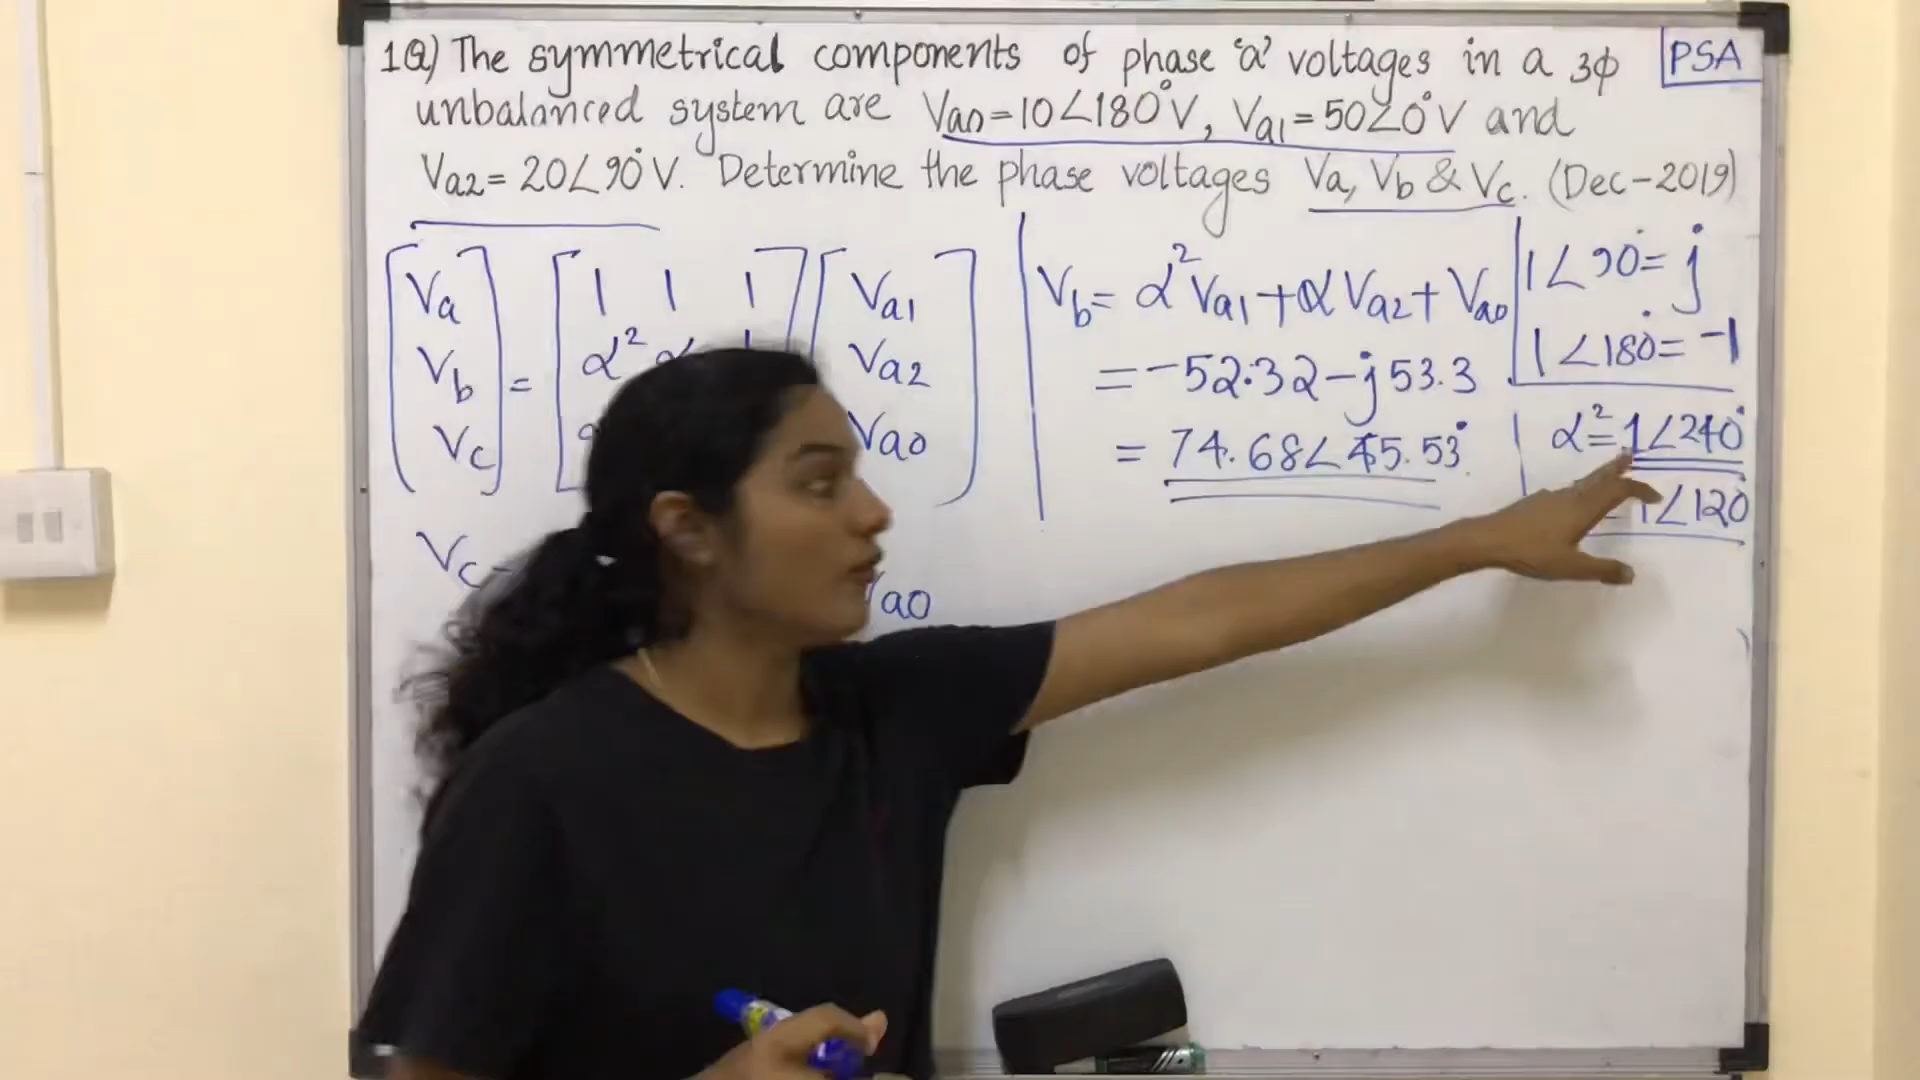 1Q) The symmetrical components of phase 'a' voltages in a 3ϕ PSA
unbalanced system are Va0=10∠180°V, Va1=50∠0°V and
Va2=20∠90°V. Determine the phase voltages Va, Vb & Vc. (Dec-2019)
Va 1 1 1 Va1
Vb = α² Va2
Vc Va0
Vc a0
Vb= α²Va1+αVa2+Va0
=-52.32-j53.3
= 74.68∠45.53°
1∠90°=j
1∠180°=-1
α²=1∠240°
1∠120